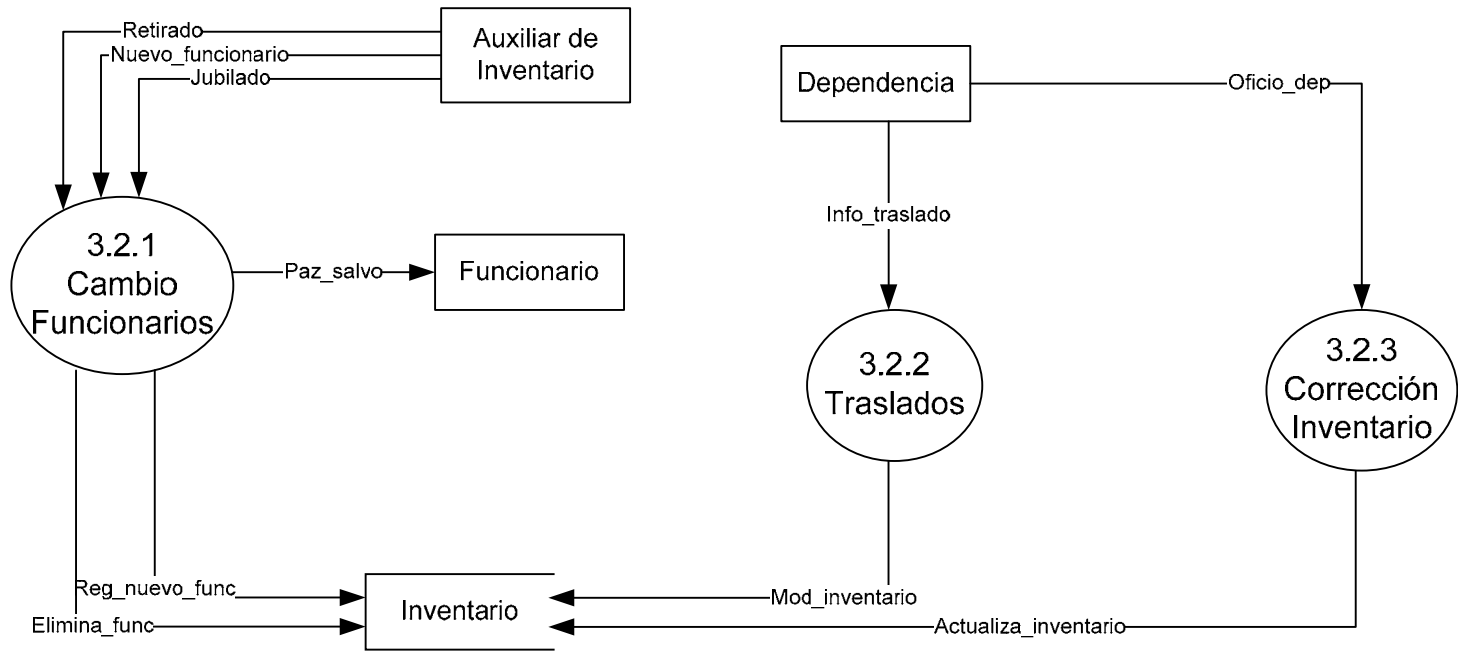 Retirado
Nuevo_funcionario
Jubilado
Auxiliar de
Inventario
Dependencia
Oficio_dep
Info_traslado
3.2.1
Cambio
Funcionarios
Paz_salvo
Funcionario
3.2.2
Traslados
3.2.3
Corrección
Inventario
Reg_nuevo_func
Elimina_func
Inventario
Mod_inventario
Actualiza_inventario